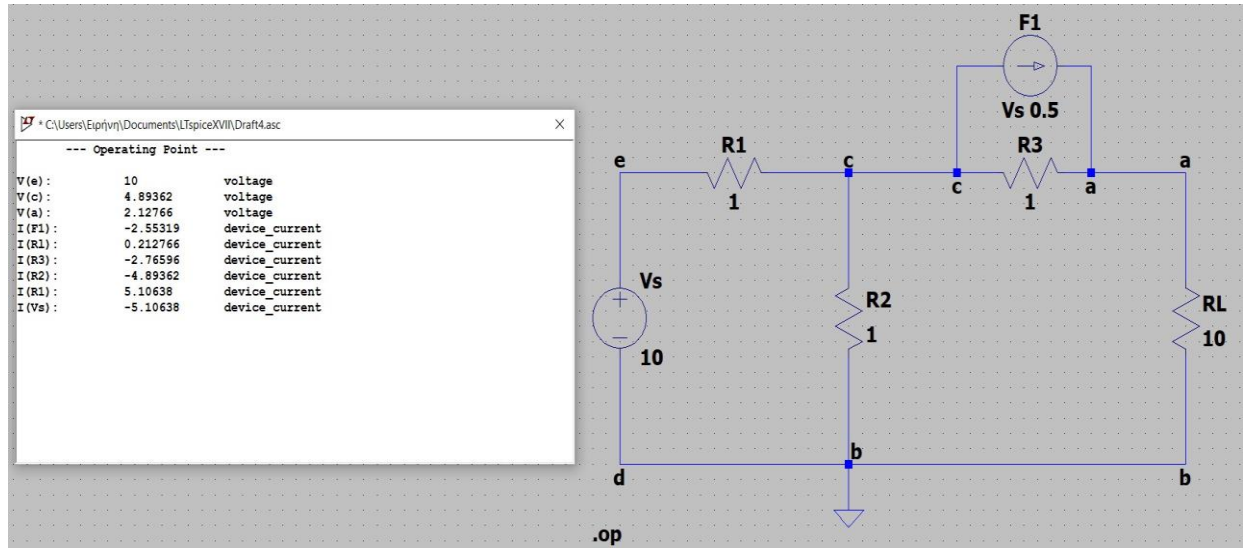 * C:\Users\Ειρήνη\Documents\LTspiceXVII\Draft4.asc
--- Operating Point ---
V(e): 10 voltage
V(c): 4.89362 voltage
V(a): 2.12766 voltage
I(F1): -2.55319 device_current
I(Rl): 0.212766 device_current
I(R3): -2.76596 device_current
I(R2): -4.89362 device_current
I(R1): 5.10638 device_current
I(Vs): -5.10638 device_current
F1
Vs 0.5
e
R1
1
c
c
R3
1
a
a
Vs
10
R2
1
RL
10
d
b
b
.op